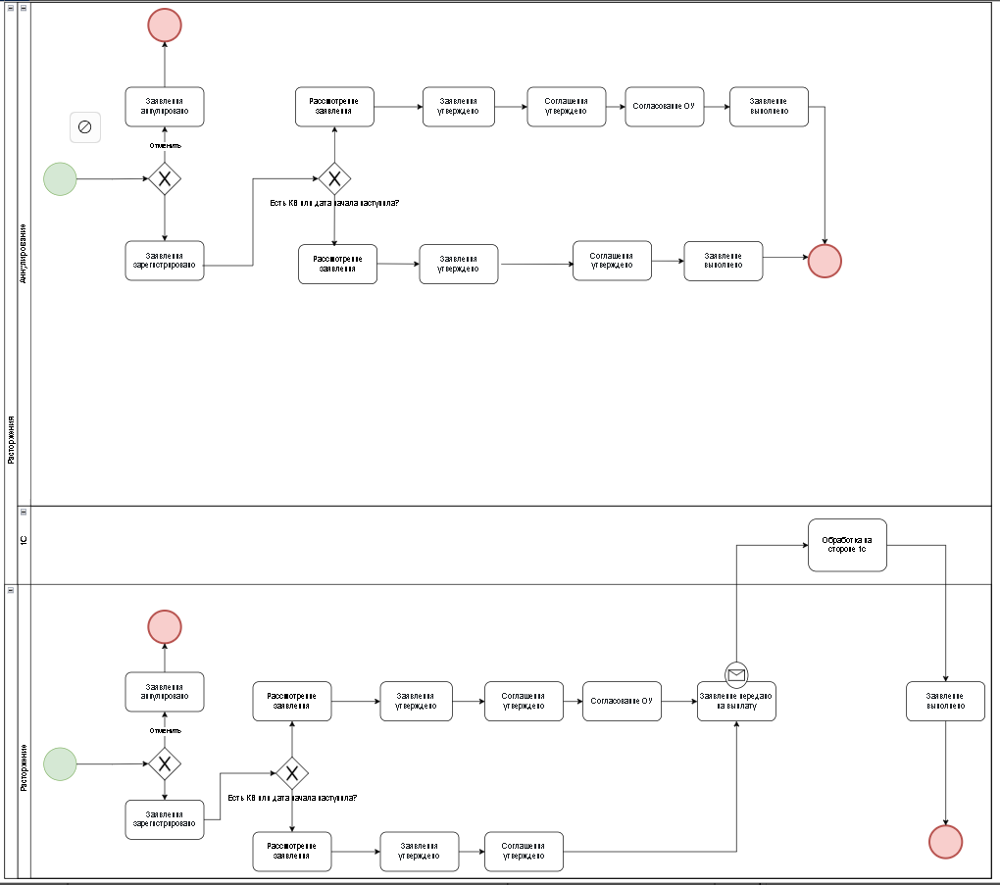 Расторжения
Аннулирование
Заявления
аннулировано
Отменить
Заявления
зарегистрировано
Рассмотрение
заявления
Заявления
утверждено
Соглашения
утверждено
Согласование ОУ
Заявление
выполнено
Есть КВ или дата начала наступила?
Рассмотрение
заявления
Заявления
утверждено
Соглашения
утверждено
Заявление
выполнено
1С
Обработка на
стороне 1с
Расторжение
Заявления
аннулировано
Отменить
Заявления
зарегистрировано
Рассмотрение
заявления
Заявления
утверждено
Соглашения
утверждено
Согласование ОУ
Заявление передано
на выплату
Заявление
выполнено
Есть КВ или дата начала наступила?
Рассмотрение
заявления
Заявления
утверждено
Соглашения
утверждено